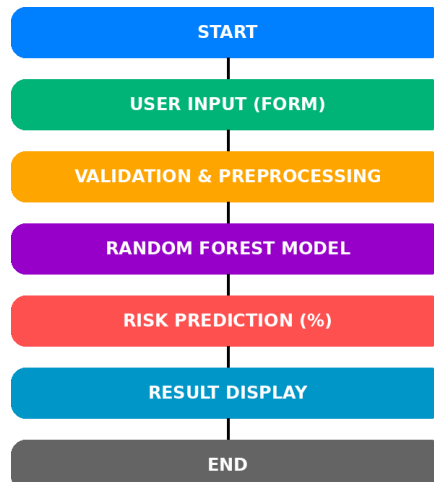 START
USER INPUT (FORM)
VALIDATION & PREPROCESSING
RANDOM FOREST MODEL
RISK PREDICTION (%)
RESULT DISPLAY
END